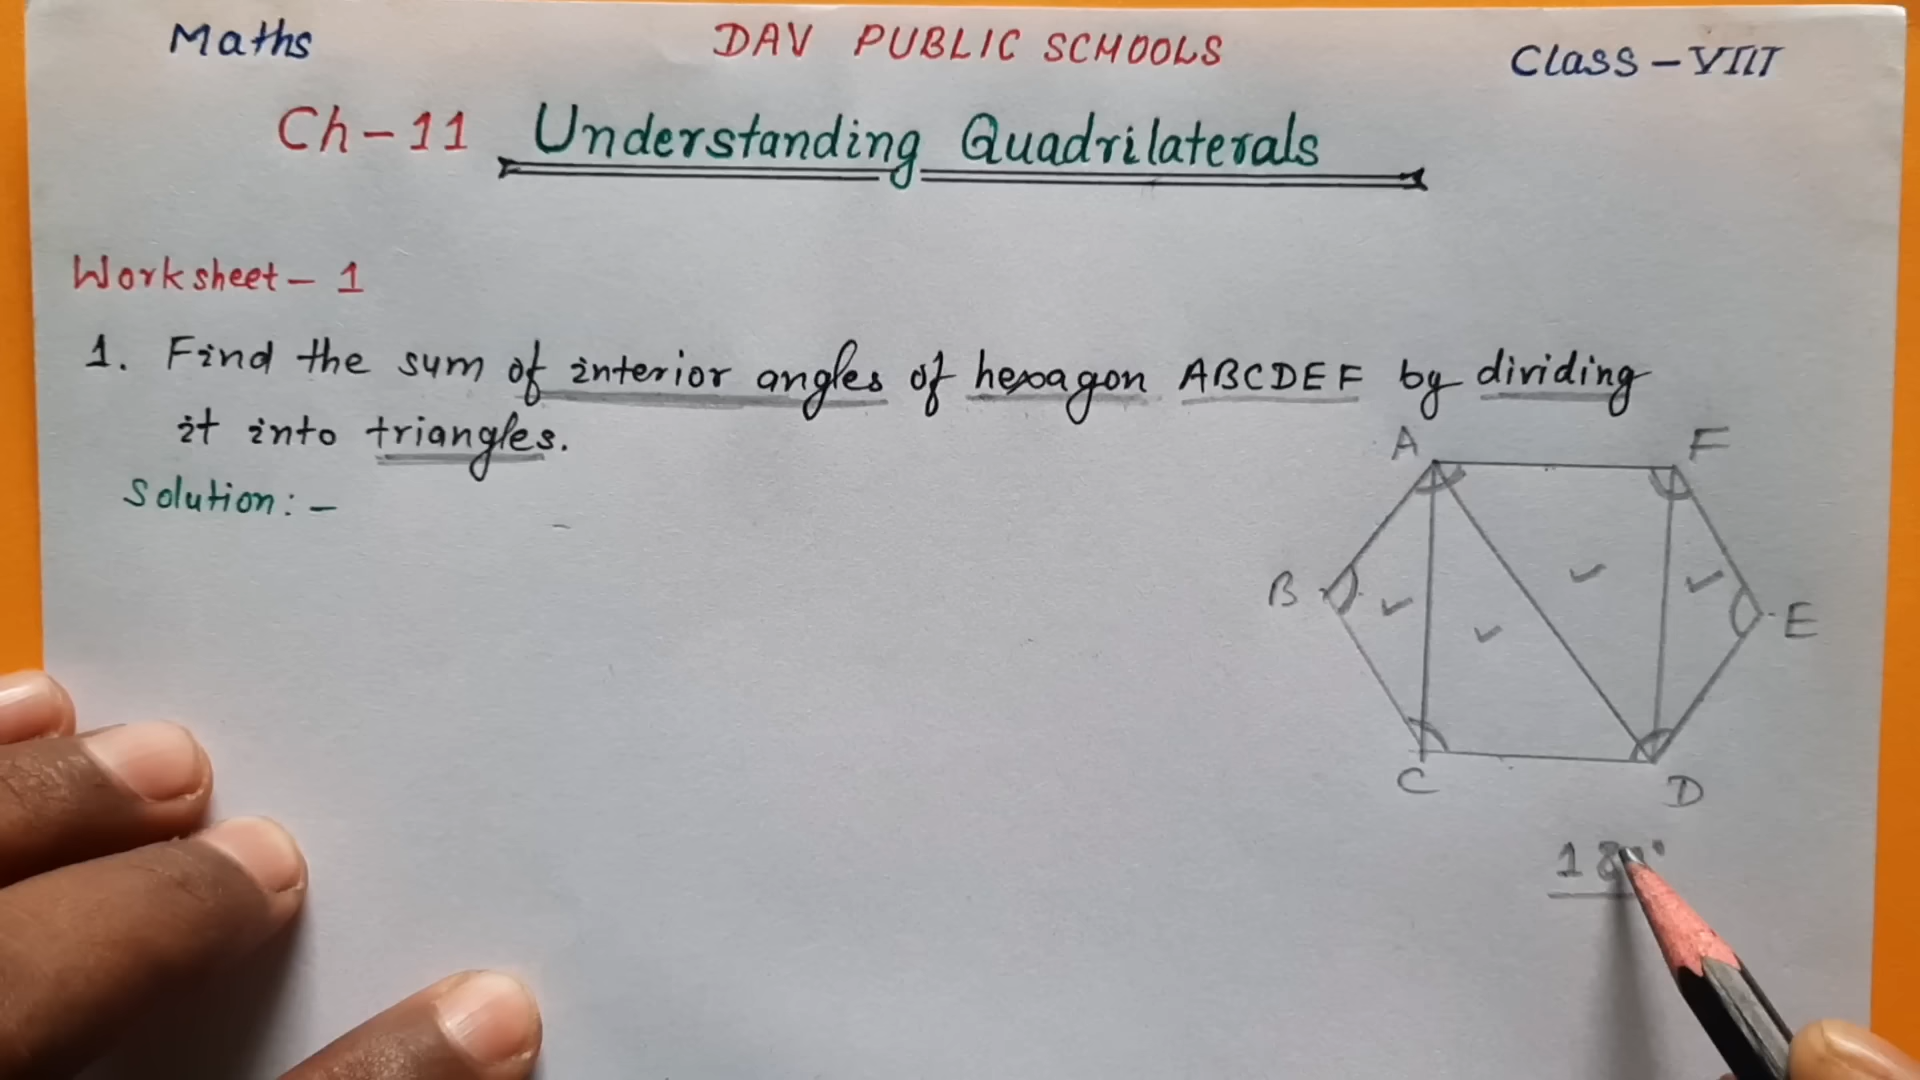 Maths
DAV PUBLIC SCHOOLS
Class - VIII
Ch-11 Understanding Quadrilaterals
Worksheet - 1
1. Find the sum of interior angles of hexagon ABCDEF by dividing
it into triangles.
Solution: -
A F
B E
C D
180°